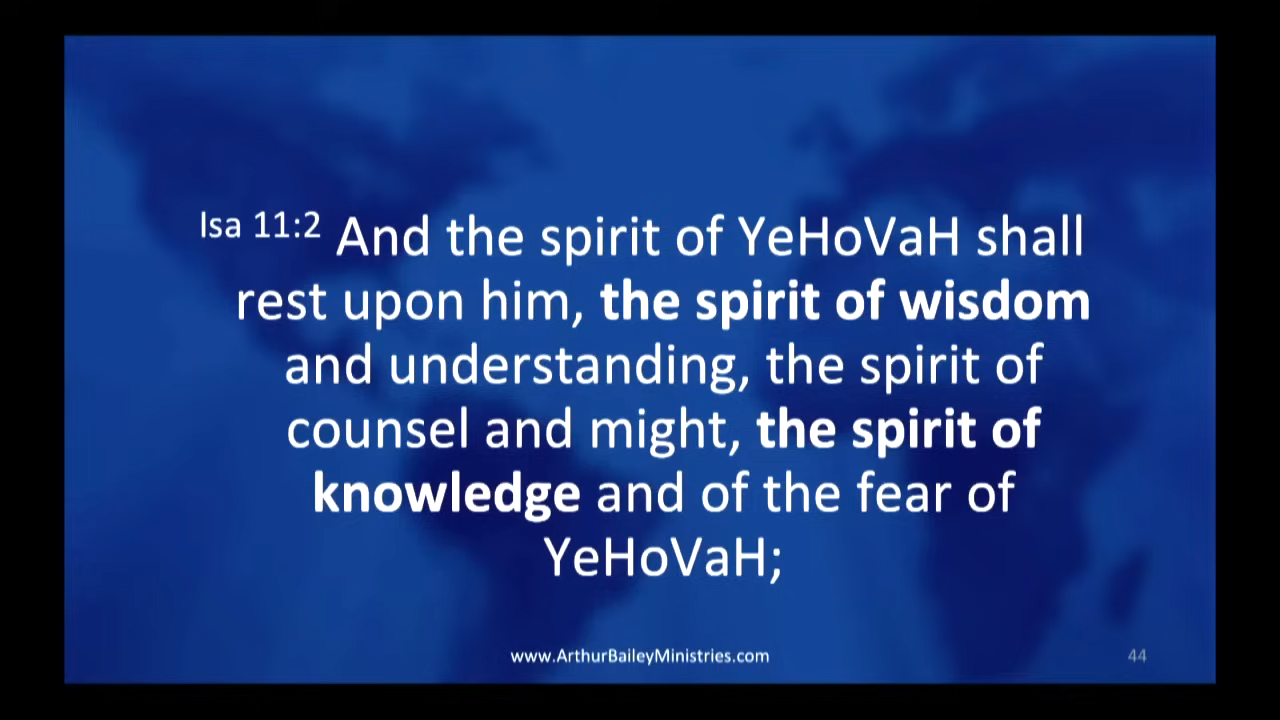 Isa 11:2 And the spirit of YeHoVaH shall
rest upon him, the spirit of wisdom
and understanding, the spirit of
counsel and might, the spirit of
knowledge and of the fear of
YeHoVaH;
www.ArthurBaileyMinistries.com
44